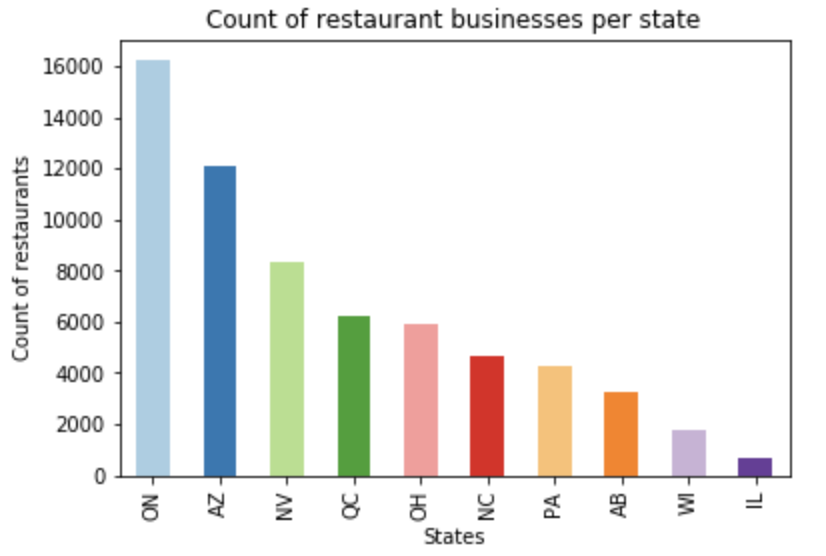 Count of restaurant businesses per state
Count of restaurants
16000
14000
12000
10000
8000
6000
4000
2000
0
ON AZ NV QC OH NC PA AB WI IL
States